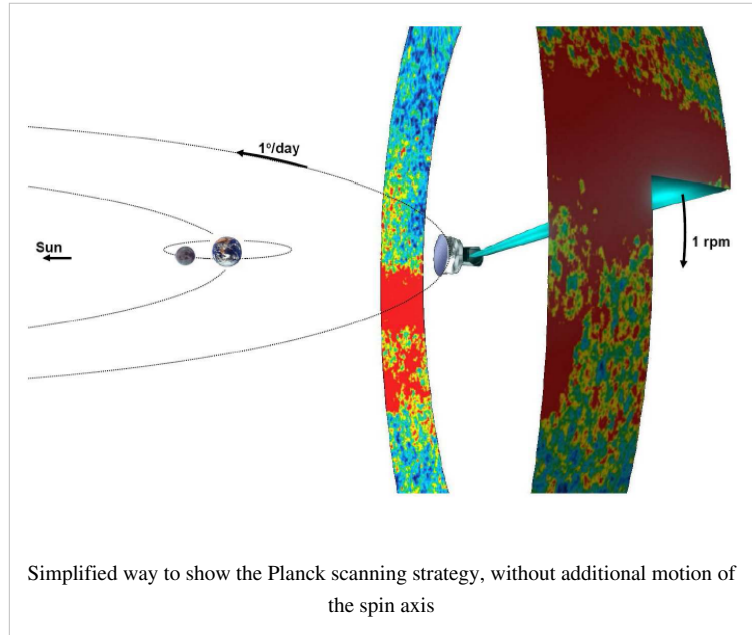 1º/day
Sun
1 rpm
Simplified way to show the Planck scanning strategy, without additional motion of
the spin axis